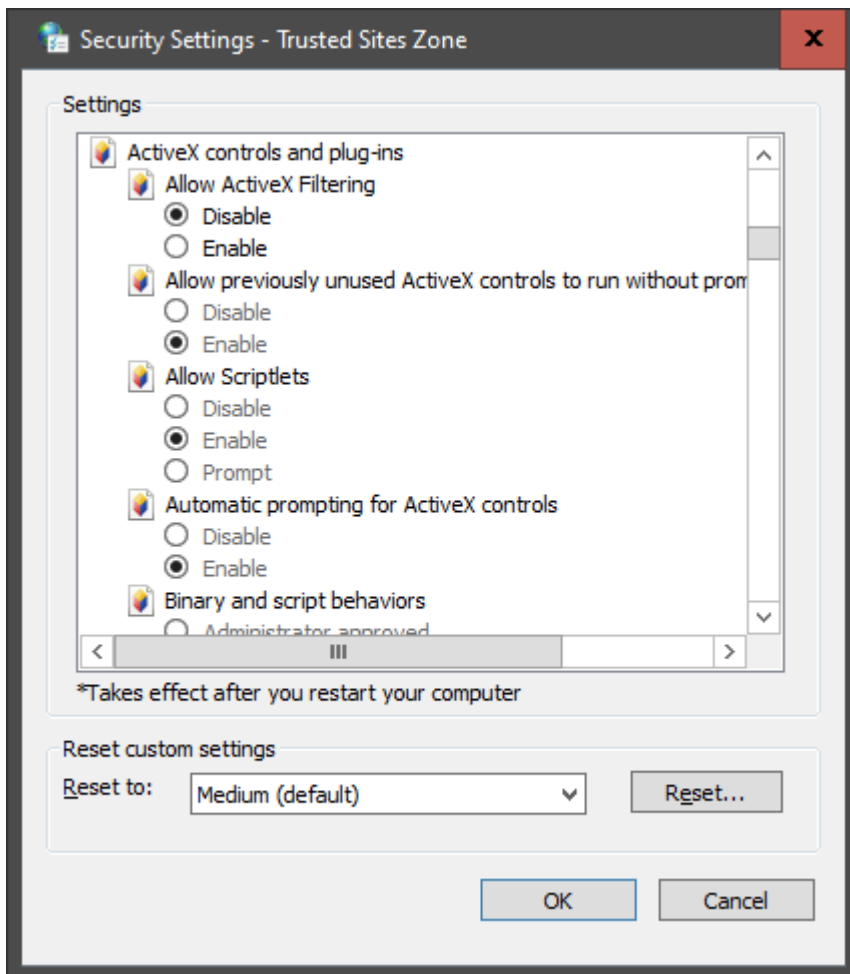 Security Settings - Trusted Sites Zone
Settings
ActiveX controls and plug-ins
Allow ActiveX Filtering
Disable
Enable
Allow previously unused ActiveX controls to run without prom
Disable
Enable
Allow Scriptlets
Disable
Enable
Prompt
Automatic prompting for ActiveX controls
Disable
Enable
Binary and script behaviors
Administrator approved
*Takes effect after you restart your computer
Reset custom settings
Reset to: Medium (default) Reset...
OK Cancel